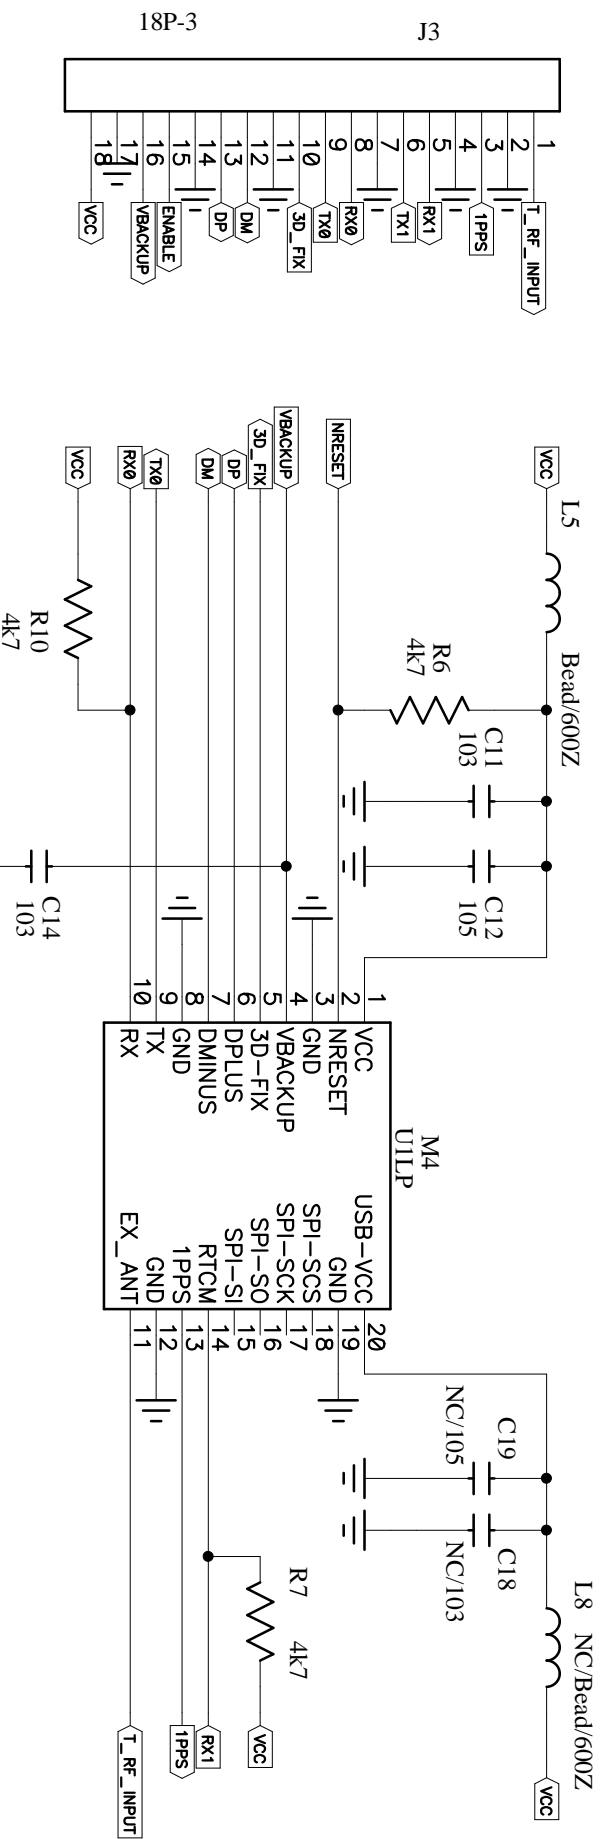 18P-3
J3
1
2
3
4
5
6
7
8
9
10
11
12
13
14
15
16
17
18
T_RF_INPUT
1PPS
RX1
TX1
RX0
TX0
3D_FIX
DM
DP
ENABLE
VBACKUP
VCC
VCC
L5
Bead/600Z
R6
4k7
C11
103
C12
105
NRESET
VBACKUP
3D_FIX
DP
DM
TX0
RX0
VCC
R10
4k7
C14
103
1
2
3
4
5
6
7
8
9
10
M4
U1LP
VCC
NRESET
GND
VBACKUP
3D-FIX
DPLUS
DMINUS
GND
TX
RX
USB-VCC
GND
SPI-SCS
SPI-SCK
SPI-SO
SPI-SI
RTCM
1PPS
GND
EX_ANT
20
19
18
17
16
15
14
13
12
11
C19
NC/105
C18
NC/103
L8 NC/Bead/600Z
VCC
R7 4k7
VCC
RX1
1PPS
T_RF_INPUT